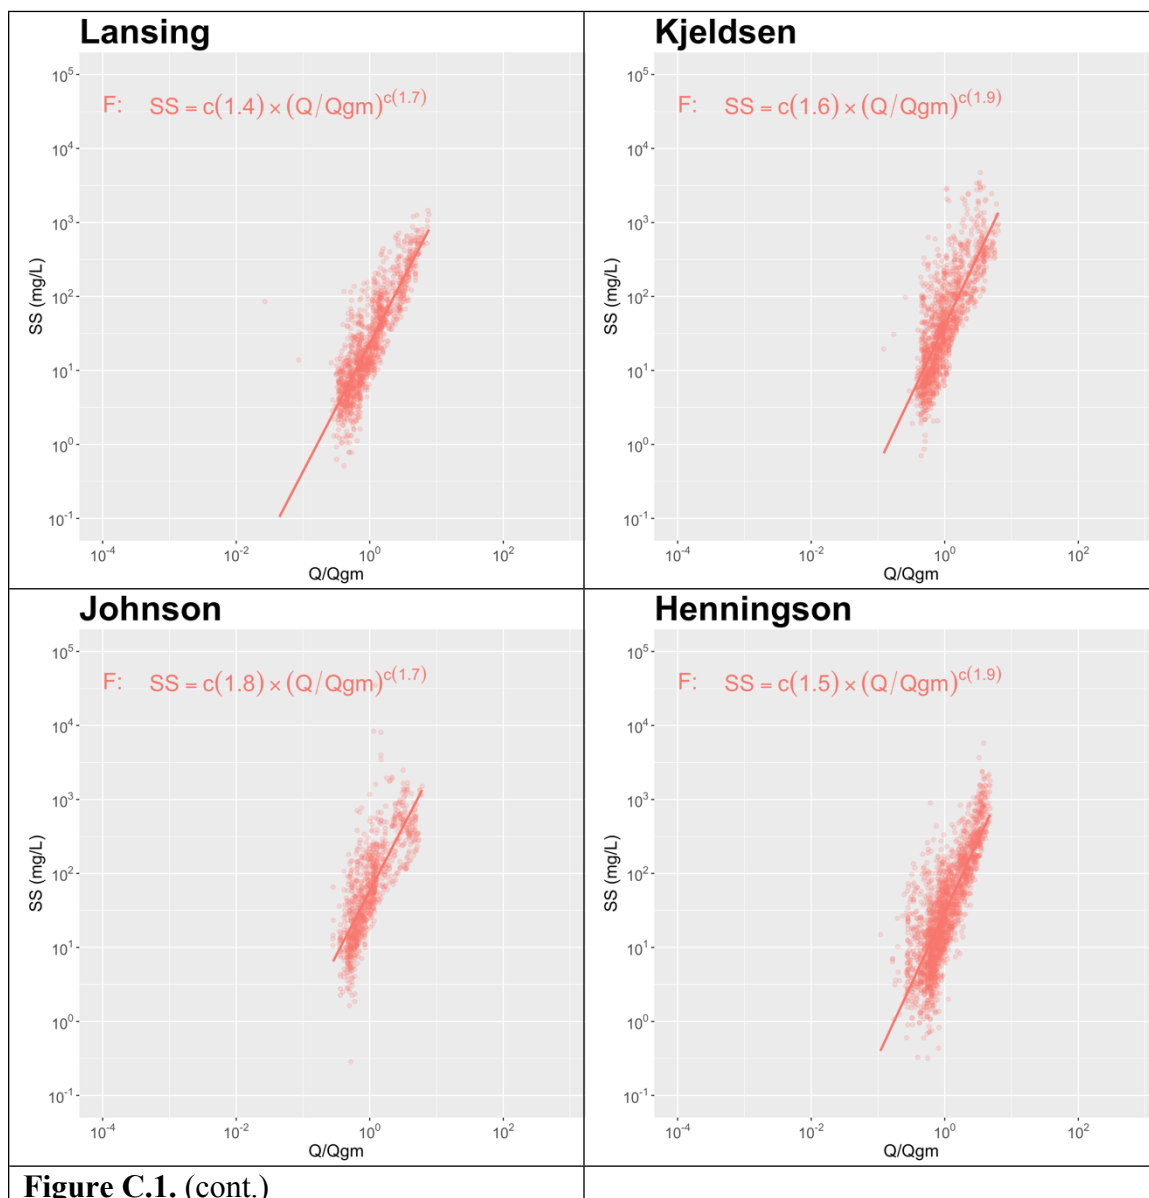 Lansing
F: SS = c(1.4) × (Q/Qgm)^c(1.7)
SS (mg/L)
10^5
10^4
10^3
10^2
10^1
10^0
10^-1
10^-4 10^-2 10^0 10^2
Q/Qgm
Kjeldsen
F: SS = c(1.6) × (Q/Qgm)^c(1.9)
SS (mg/L)
10^5
10^4
10^3
10^2
10^1
10^0
10^-1
10^-4 10^-2 10^0 10^2
Q/Qgm
Johnson
F: SS = c(1.8) × (Q/Qgm)^c(1.7)
SS (mg/L)
10^5
10^4
10^3
10^2
10^1
10^0
10^-1
10^-4 10^-2 10^0 10^2
Q/Qgm
Henningson
F: SS = c(1.5) × (Q/Qgm)^c(1.9)
SS (mg/L)
10^5
10^4
10^3
10^2
10^1
10^0
10^-1
10^-4 10^-2 10^0 10^2
Q/Qgm
Figure C.1. (cont.)